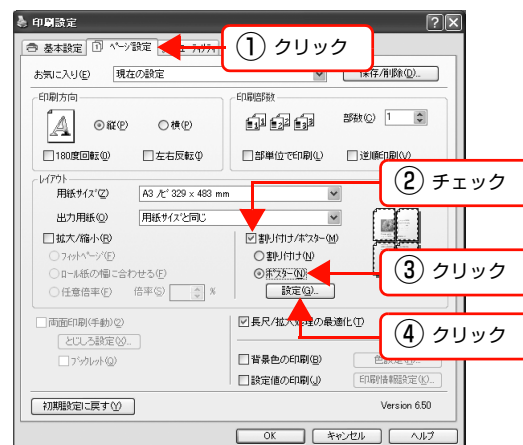 印刷設定
基本設定 ページ設定
① クリック
お気に入り(F) 現在の設定 保存/削除(D)...
印刷方向 印刷部数
縦(P) 横(P) 部数(C) 1
180度回転(O) 左右反転(I) 部単位で印刷(L) 逆順印刷(V)
レイアウト
用紙サイズ(Z) A3 ノビ 329 x 483 mm
② チェック
出力用紙(O) 用紙サイズと同じ
拡大/縮小(R) 割り付け/ポスター(M)
フィットページ(F) 割り付け(N)
ロール紙の幅に合わせる(E) ポスター(N)
③ クリック
任意倍率(F) 倍率(S) % 設定(G)...
両面印刷(手動)(2) 長尺/拡大処理の最適化(T)
④ クリック
とじしろ設定(X)...
ブックレット(Q) 背景色の印刷(B)
設定値の印刷(J) 印刷情報設定(K)...
初期設定に戻す(Y) Version 6.50
OK キャンセル ヘルプ